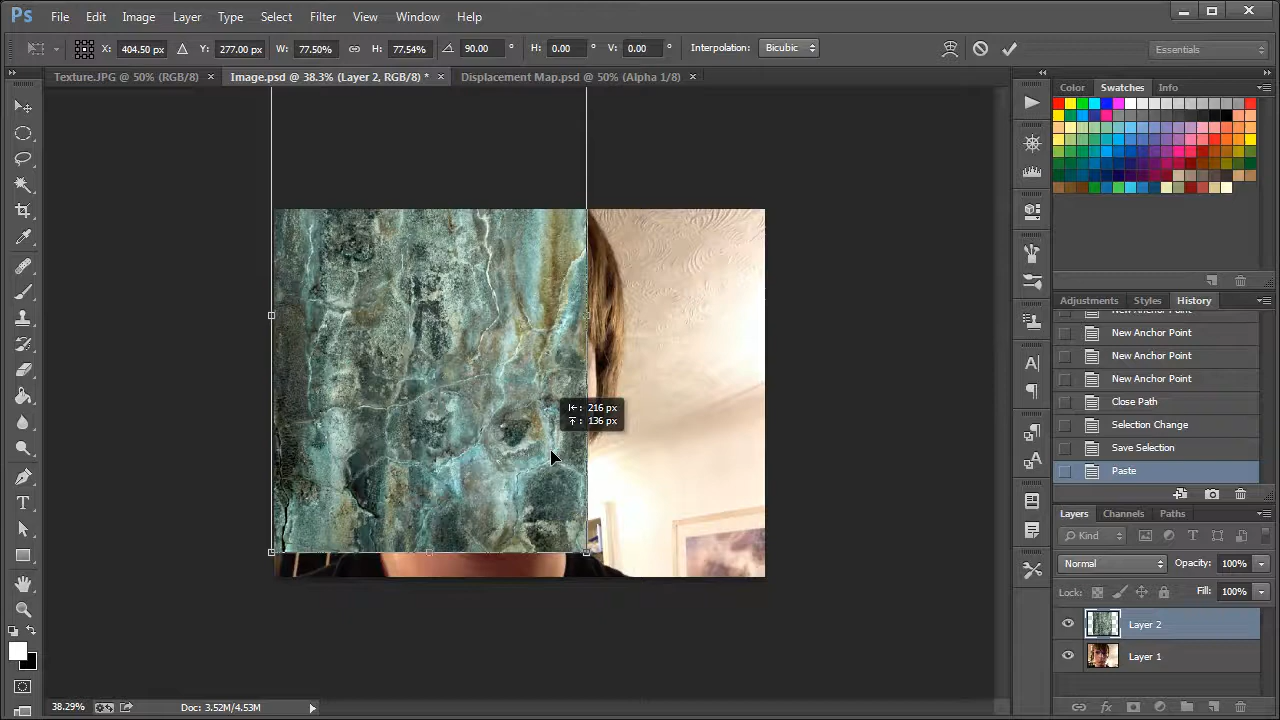 Ps File Edit Image Layer Type Select Filter View Window Help
X: 404.50 px Y: 277.00 px W: 77.50% H: 77.54% 90.00 ° H: 0.00 ° V: 0.00 ° Interpolation: Bicubic Essentials
Texture.JPG @ 50% (RGB/8) × Image.psd @ 38.3% (Layer 2, RGB/8) * × Displacement Map.psd @ 50% (Alpha 1/8) ×
Color Swatches Info
Adjustments Styles History
New Anchor Point
New Anchor Point
New Anchor Point
New Anchor Point
Close Path
Selection Change
Save Selection
Paste
216 px
136 px
Layers Channels Paths
Kind
Normal Opacity: 100%
Lock: Fill: 100%
Layer 2
Layer 1
38.29% Doc: 3.52M/4.53M